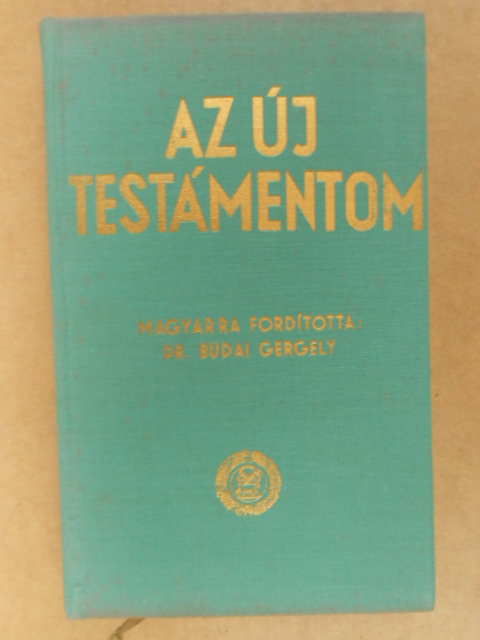 AZ ÚJ
TESTÁMENTOM
MAGYARRA FORDÍTOTTA:
DR. BUDAI GERGELY